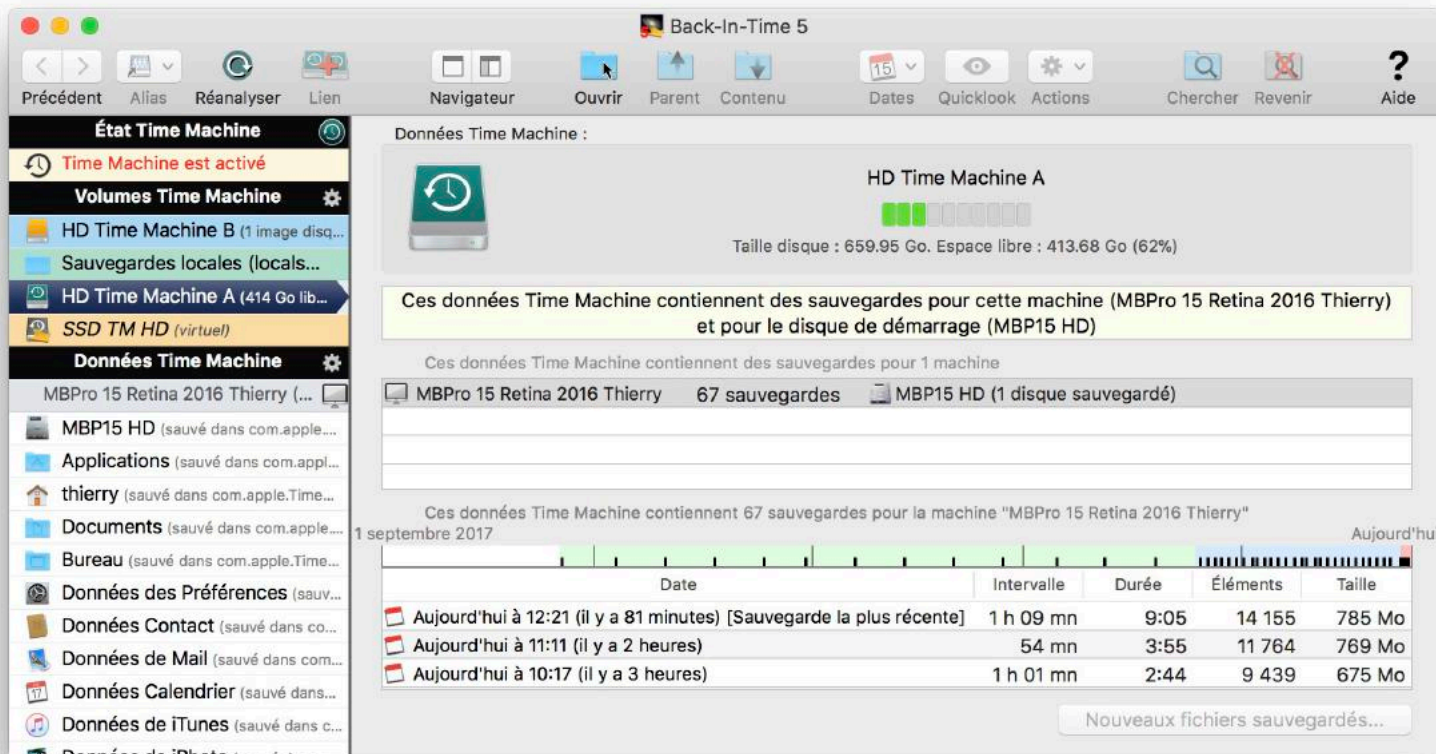 Back-In-Time 5
Précédent Alias Réanalyser Lien Navigateur Ouvrir Parent Contenu 15 Dates Quicklook Actions Chercher Revenir ? Aide
État Time Machine
Time Machine est activé
Volumes Time Machine
HD Time Machine B (1 image disq...
Sauvegardes locales (locals...
HD Time Machine A (414 Go lib...
SSD TM HD (virtuel)
Données Time Machine
MBPro 15 Retina 2016 Thierry (...
MBP15 HD (sauvé dans com.apple....
Applications (sauvé dans com.appl...
thierry (sauvé dans com.apple.Time...
Documents (sauvé dans com.apple....
Bureau (sauvé dans com.apple.Time...
Données des Préférences (sauv...
Données Contact (sauvé dans co...
Données de Mail (sauvé dans com...
17 Données Calendrier (sauvé dans...
Données de iTunes (sauvé dans c...
Données Time Machine :
HD Time Machine A
Taille disque : 659.95 Go. Espace libre : 413.68 Go (62%)
Ces données Time Machine contiennent des sauvegardes pour cette machine (MBPro 15 Retina 2016 Thierry)
et pour le disque de démarrage (MBP15 HD)
Ces données Time Machine contiennent des sauvegardes pour 1 machine
MBPro 15 Retina 2016 Thierry 67 sauvegardes MBP15 HD (1 disque sauvegardé)
Ces données Time Machine contiennent 67 sauvegardes pour la machine "MBPro 15 Retina 2016 Thierry"
1 septembre 2017 Aujourd'hui
Date Intervalle Durée Éléments Taille
Aujourd'hui à 12:21 (il y a 81 minutes) [Sauvegarde la plus récente] 1 h 09 mn 9:05 14 155 785 Mo
Aujourd'hui à 11:11 (il y a 2 heures) 54 mn 3:55 11 764 769 Mo
Aujourd'hui à 10:17 (il y a 3 heures) 1 h 01 mn 2:44 9 439 675 Mo
Nouveaux fichiers sauvegardés...